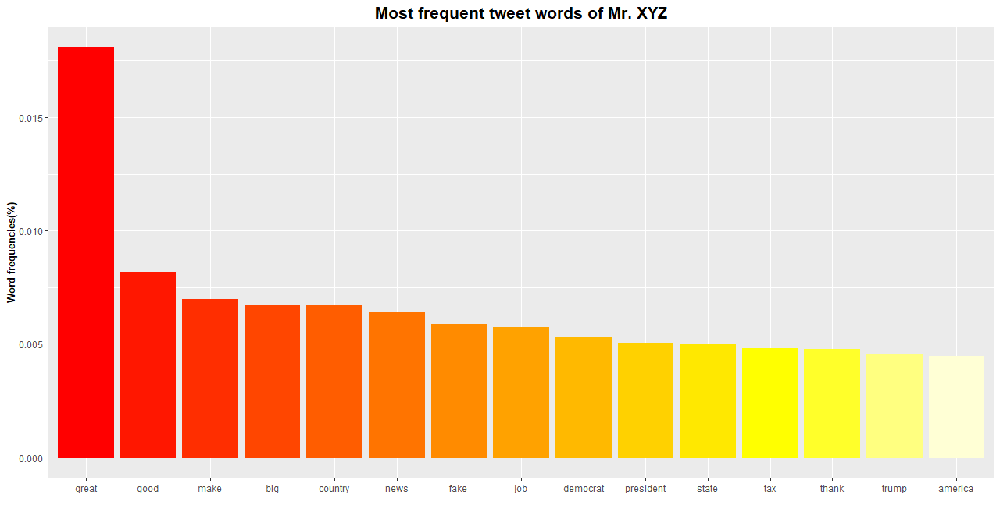 Most frequent tweet words of Mr. XYZ
Word frequencies(%)
0.015
0.010
0.005
0.000
great good make big country news fake job democrat president state tax thank trump america